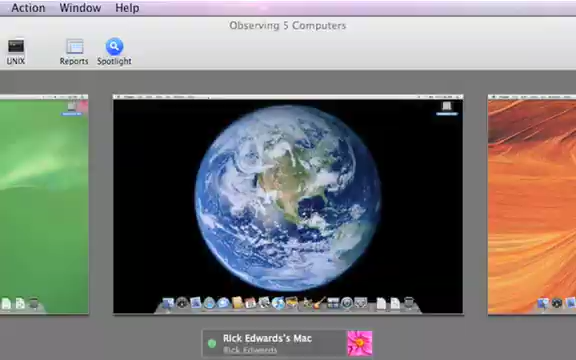 Action Window Help
Observing 5 Computers
UNIX Reports Spotlight
Rick Edwards's Mac
Rick Edwards